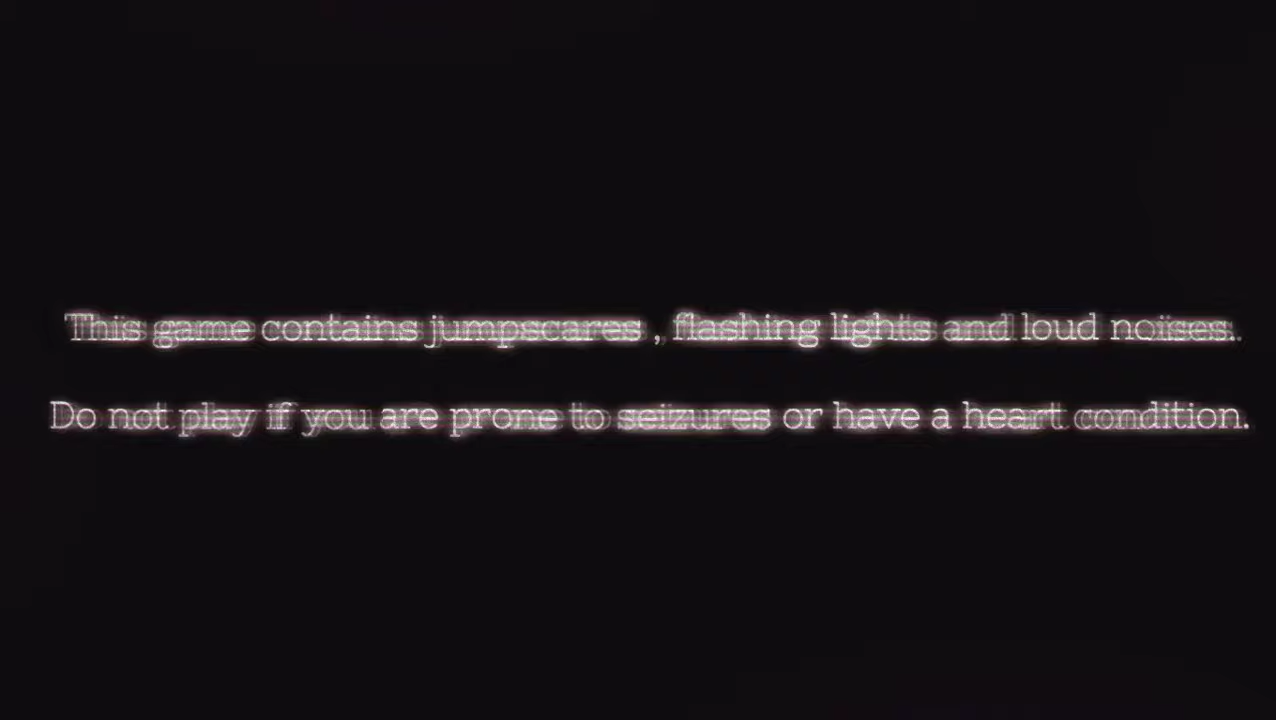 This game contains jumpscares , flashing lights and loud noises.
Do not play if you are prone to seizures or have a heart condition.